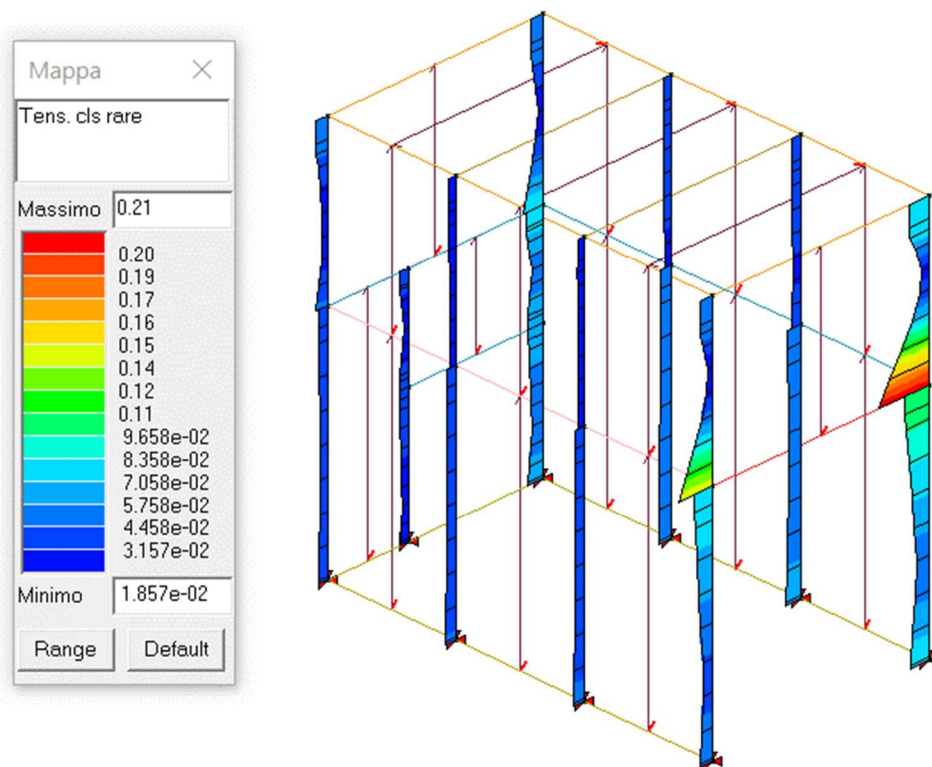 Mappa
Tens. cls rare
Massimo 0.21
0.20
0.19
0.17
0.16
0.15
0.14
0.12
0.11
9.658e-02
8.358e-02
7.058e-02
5.758e-02
4.458e-02
3.157e-02
Minimo 1.857e-02
Range Default